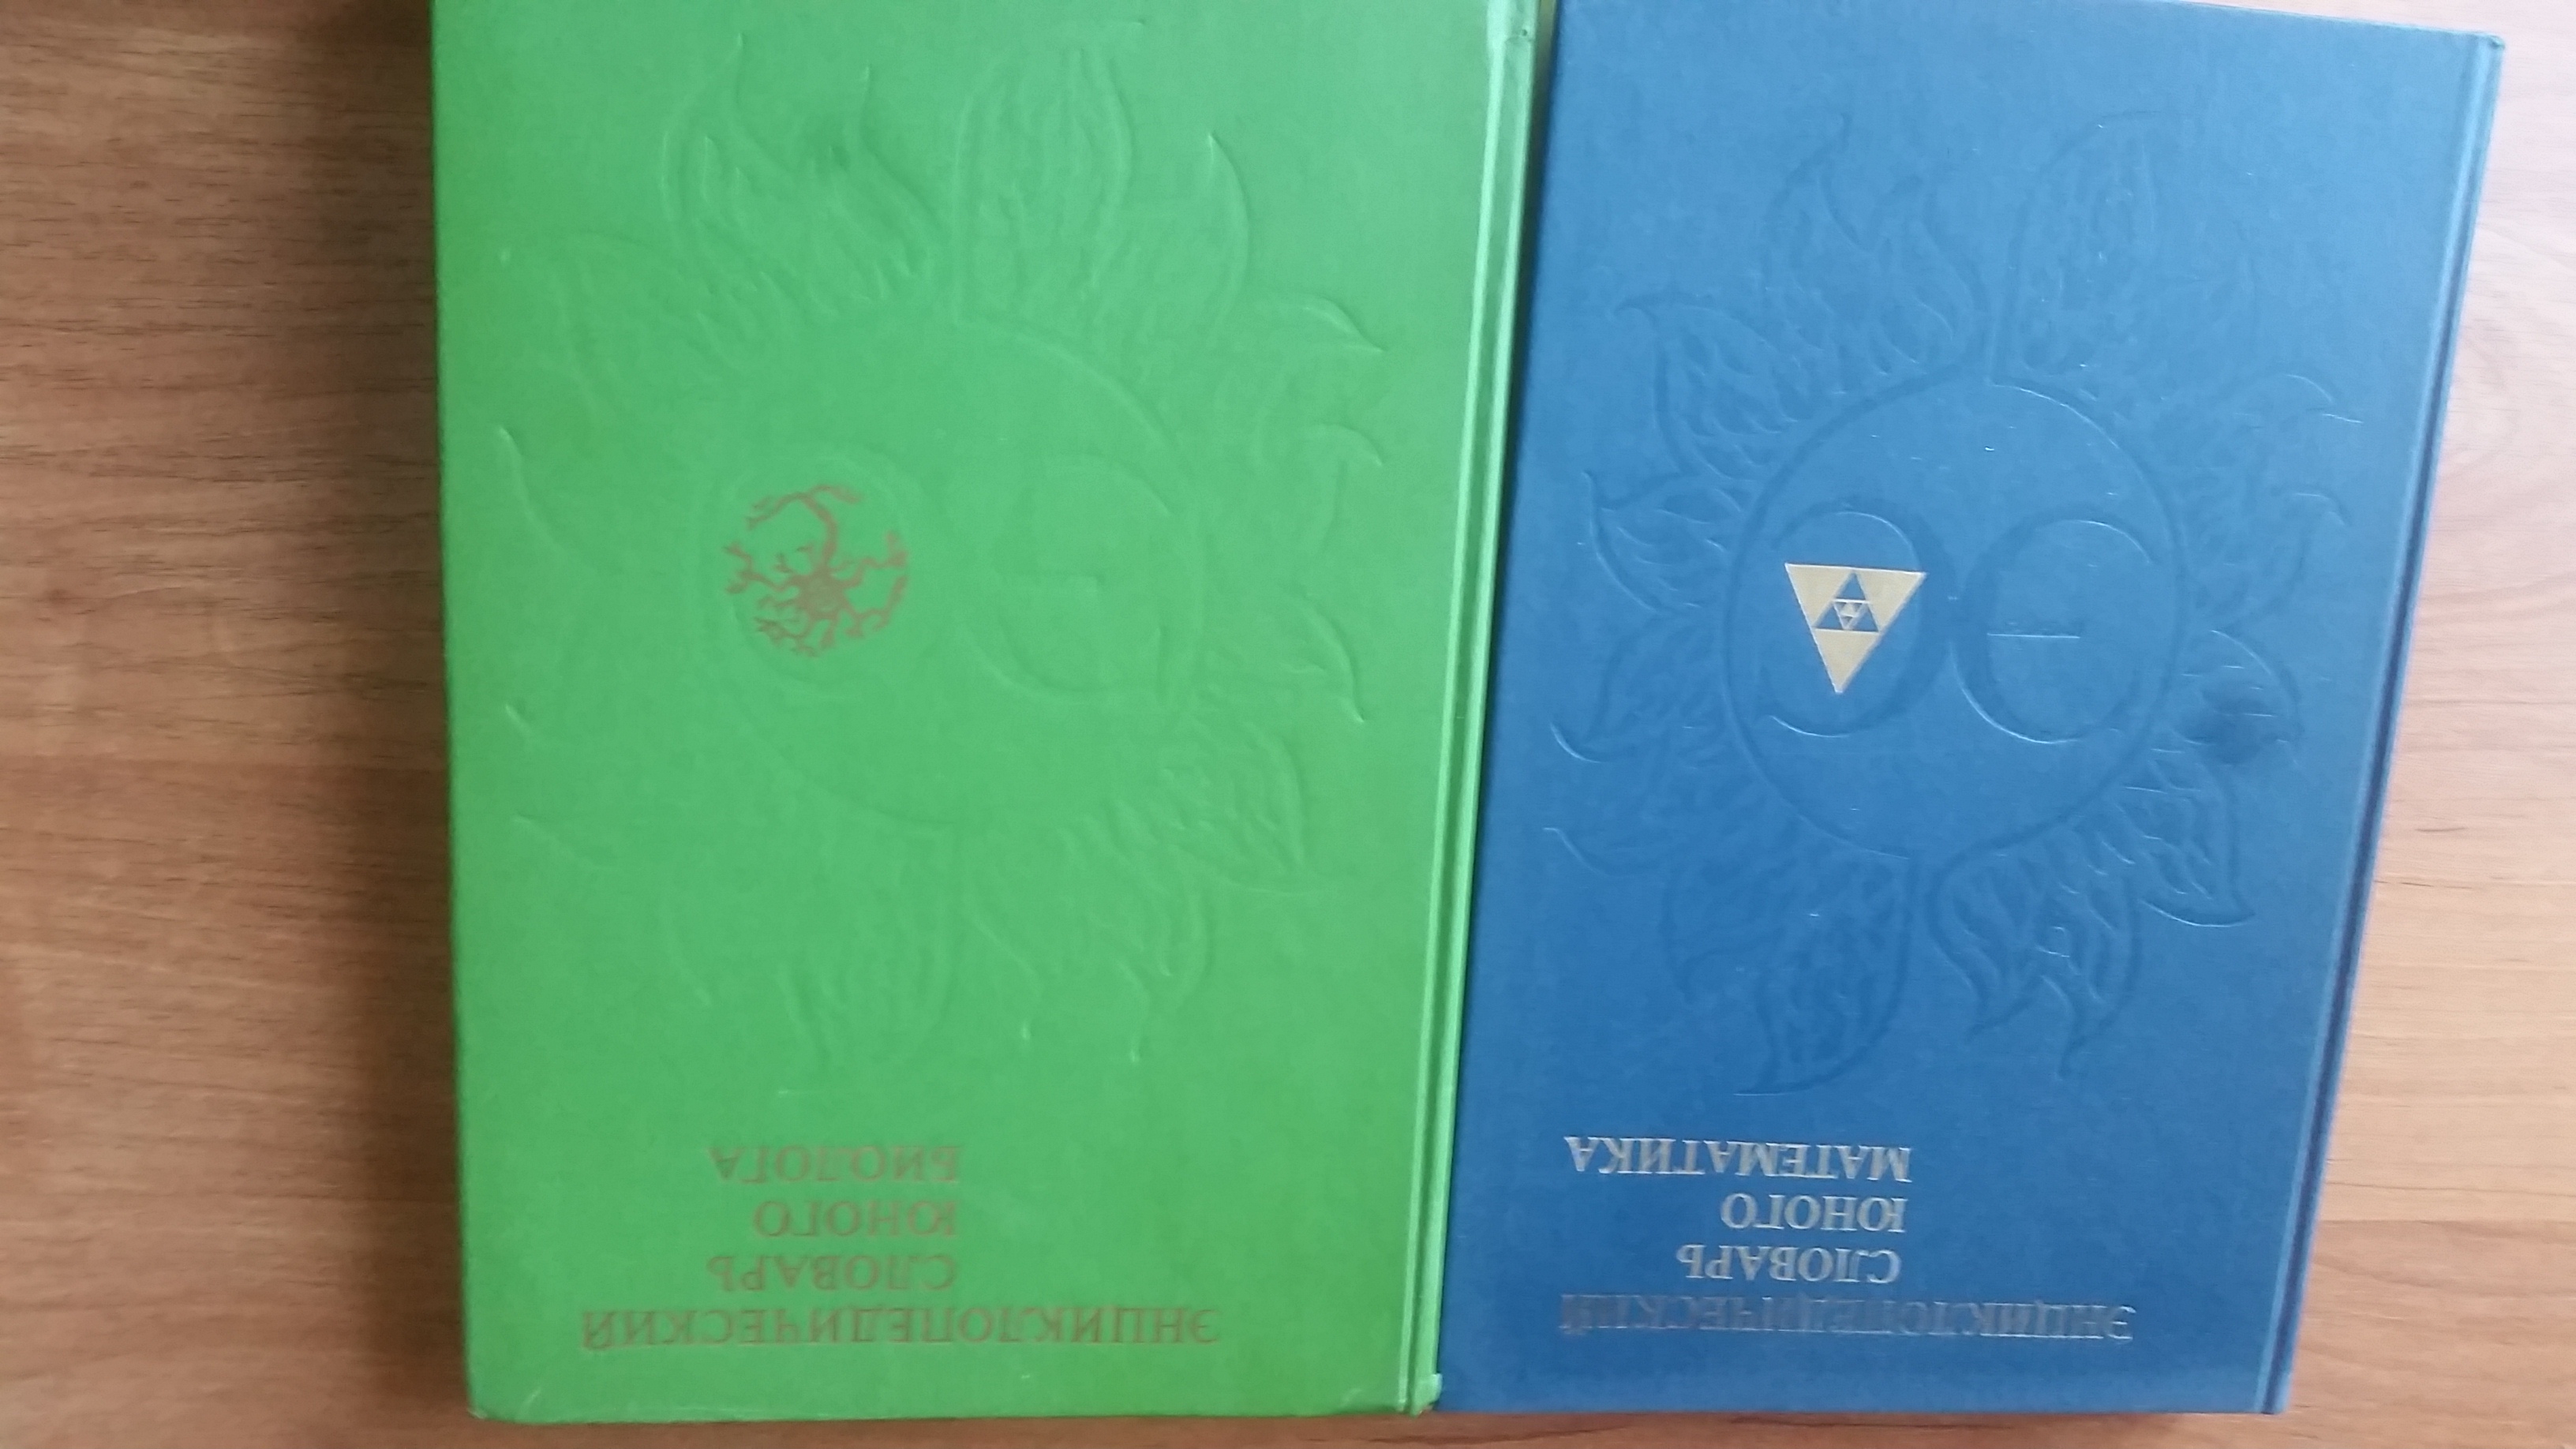 ЭНЦИКЛОПЕДИЧЕСКИЙ
СЛОВАРЬ
ЮНОГО
МАТЕМАТИКА
ЭНЦИКЛОПЕДИЧЕСКИЙ
СЛОВАРЬ
ЮНОГО
БИОЛОГА